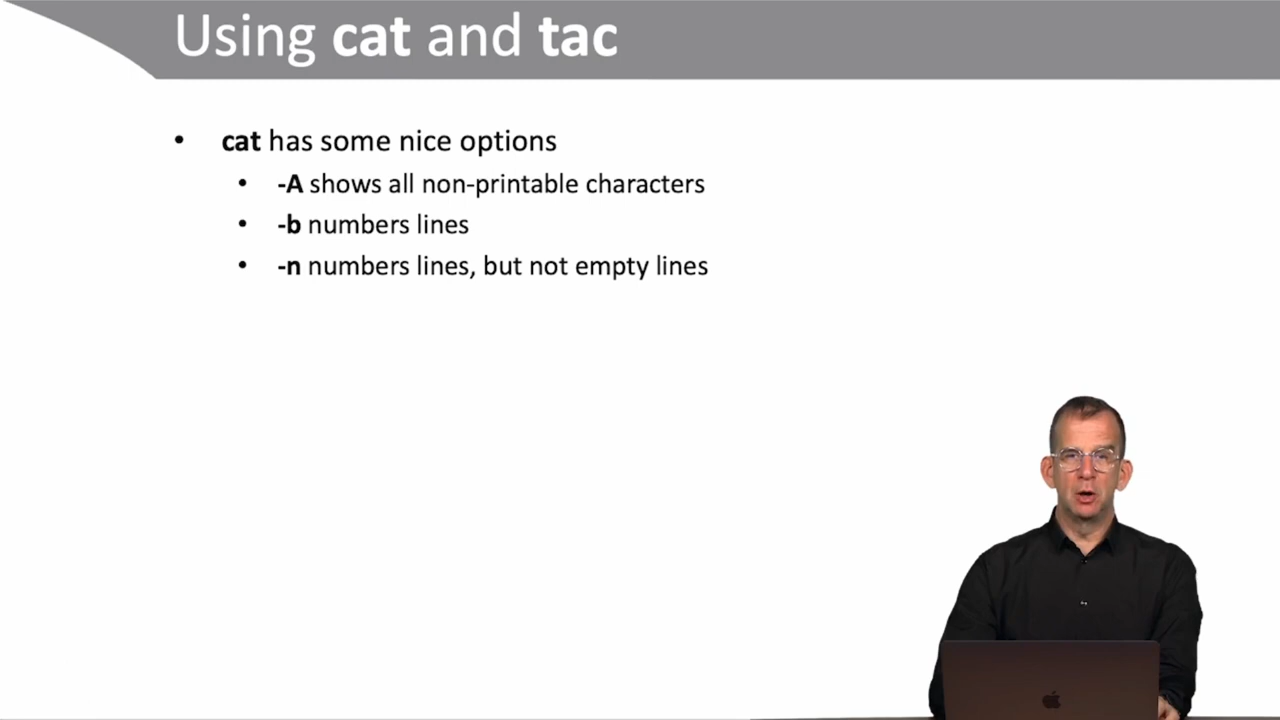 Using cat and tac
• cat has some nice options
• -A shows all non-printable characters
• -b numbers lines
• -n numbers lines, but not empty lines